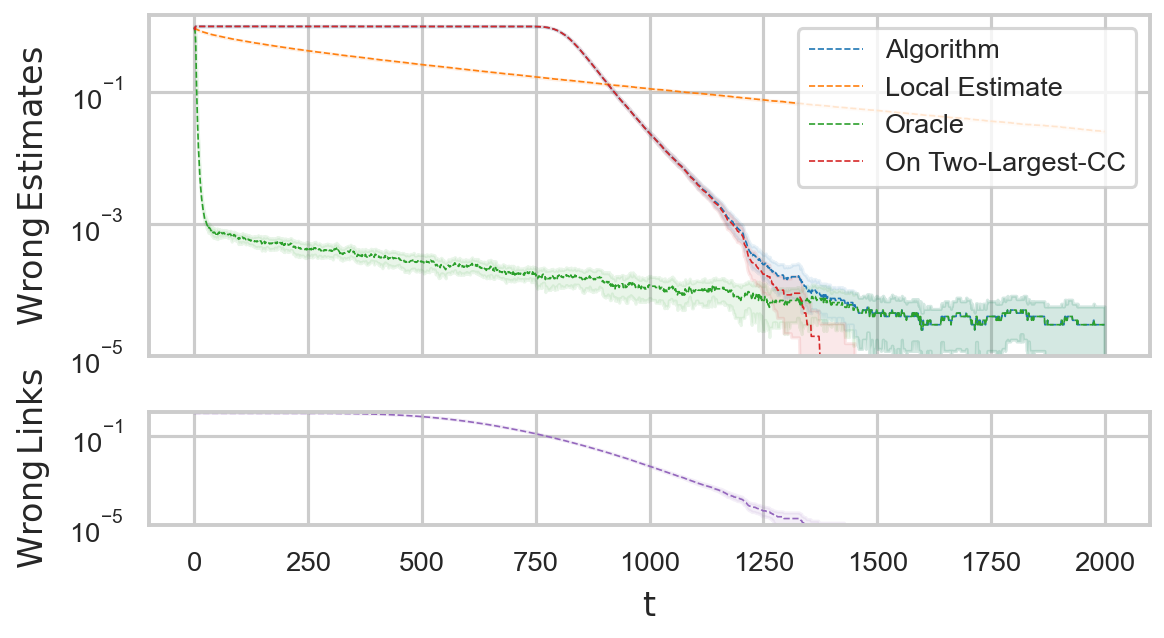 Wrong Estimates
10⁻¹
10⁻³
10⁻⁵
Algorithm
Local Estimate
Oracle
On Two-Largest-CC
Wrong Links
10⁻¹
10⁻⁵
0 250 500 750 1000 1250 1500 1750 2000
t